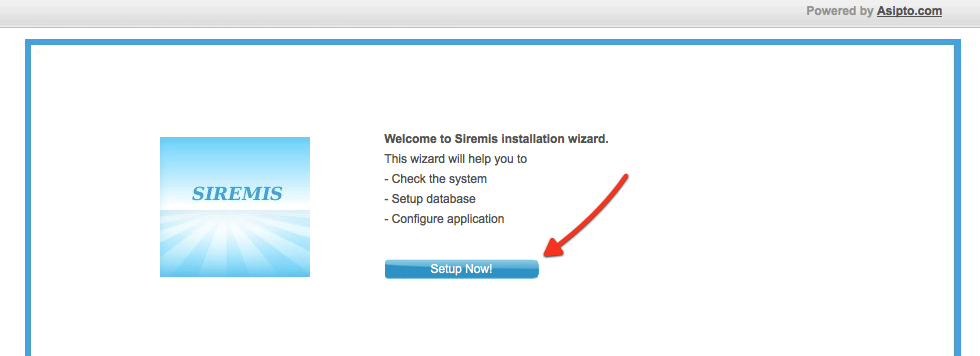 Powered by Asipto.com
Welcome to Siremis installation wizard.
This wizard will help you to
- Check the system
- Setup database
- Configure application
SIREMIS
Setup Now!